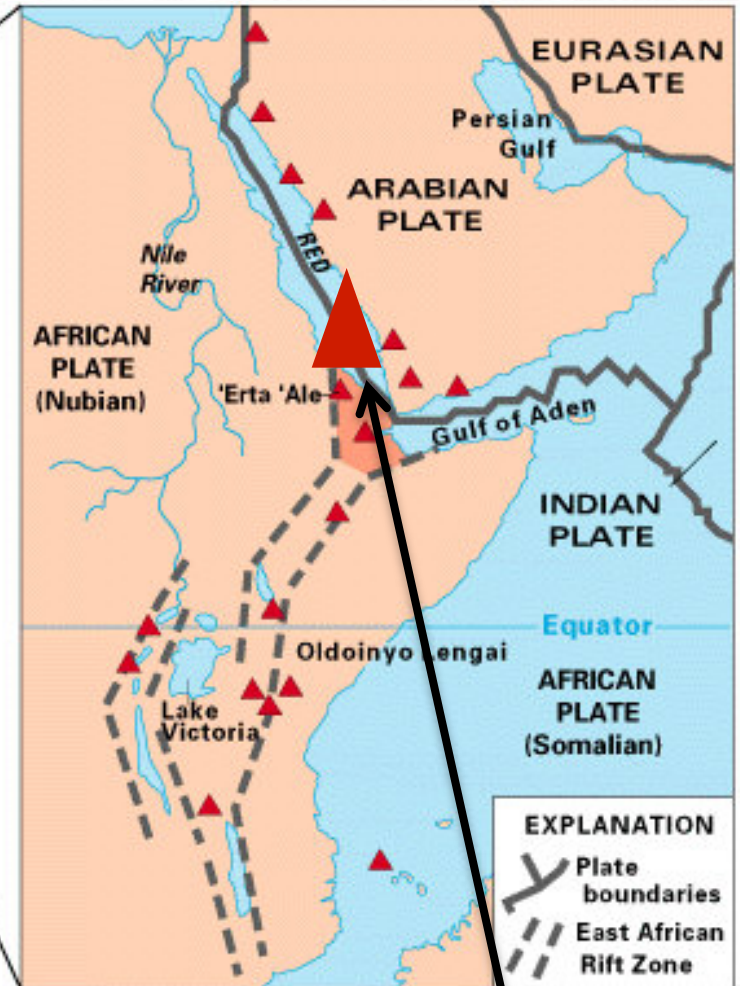 EURASIAN
PLATE
Persian
Gulf
ARABIAN
PLATE
RED
Nile
River
AFRICAN
PLATE
(Nubian)
'Erta 'Ale
Gulf of Aden
INDIAN
PLATE
Equator
Oldoinyo Lengai
AFRICAN
PLATE
(Somalian)
Lake
Victoria
EXPLANATION
Plate
boundaries
East African
Rift Zone